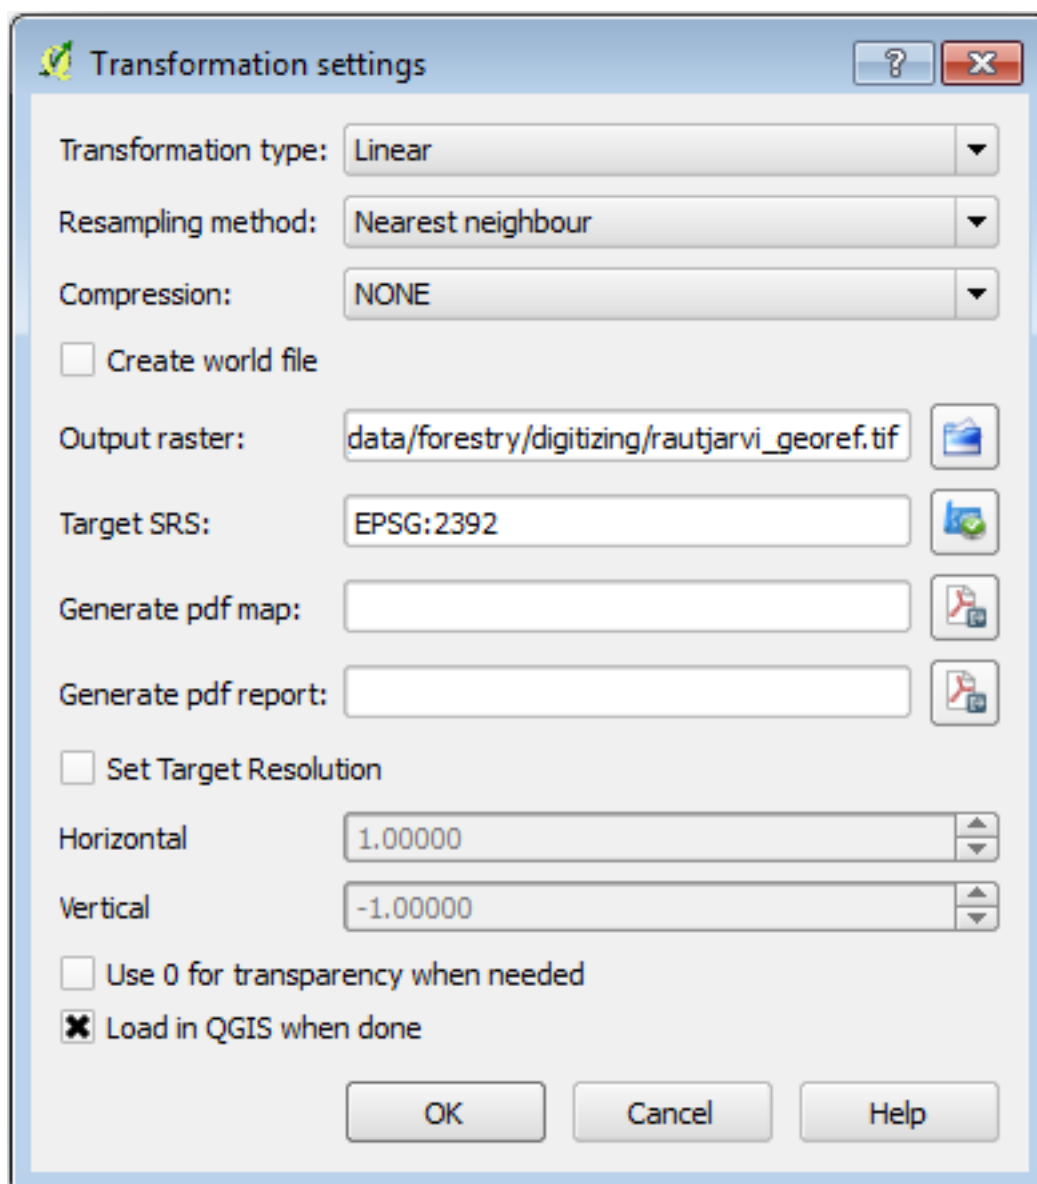 Transformation settings
Transformation type: Linear
Resampling method: Nearest neighbour
Compression: NONE
Create world file
Output raster: data/forestry/digitizing/rautjarvi_georef.tif
Target SRS: EPSG:2392
Generate pdf map:
Generate pdf report:
Set Target Resolution
Horizontal 1.00000
Vertical -1.00000
Use 0 for transparency when needed
Load in QGIS when done
OK Cancel Help